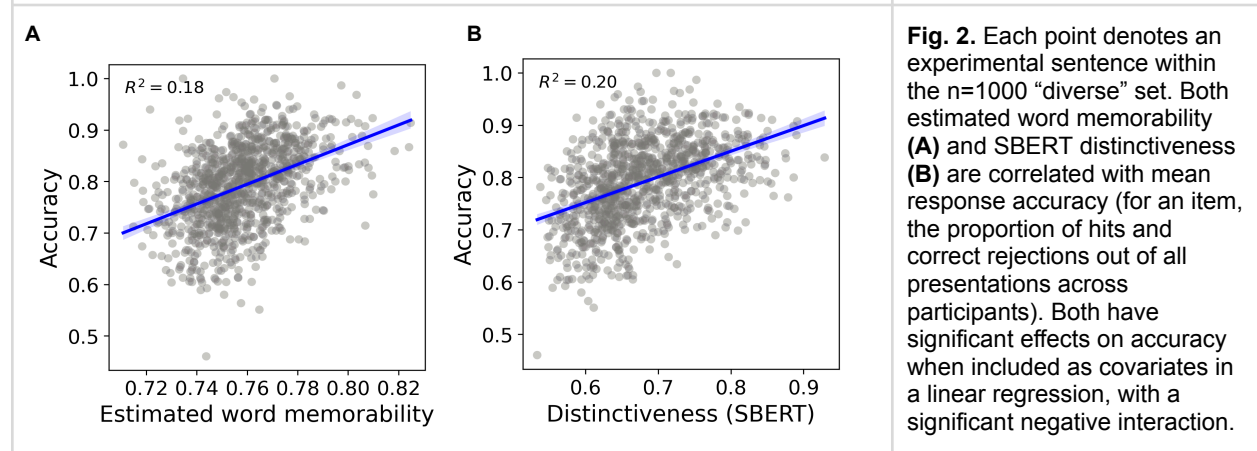 A
R² = 0.18
1.0
0.9
0.8
0.7
0.6
0.5
Accuracy
0.72 0.74 0.76 0.78 0.80 0.82
Estimated word memorability
B
R² = 0.20
1.0
0.9
0.8
0.7
0.6
0.5
Accuracy
0.6 0.7 0.8 0.9
Distinctiveness (SBERT)
Fig. 2. Each point denotes an
experimental sentence within
the n=1000 “diverse” set. Both
estimated word memorability
(A) and SBERT distinctiveness
(B) are correlated with mean
response accuracy (for an item,
the proportion of hits and
correct rejections out of all
presentations across
participants). Both have
significant effects on accuracy
when included as covariates in
a linear regression, with a
significant negative interaction.